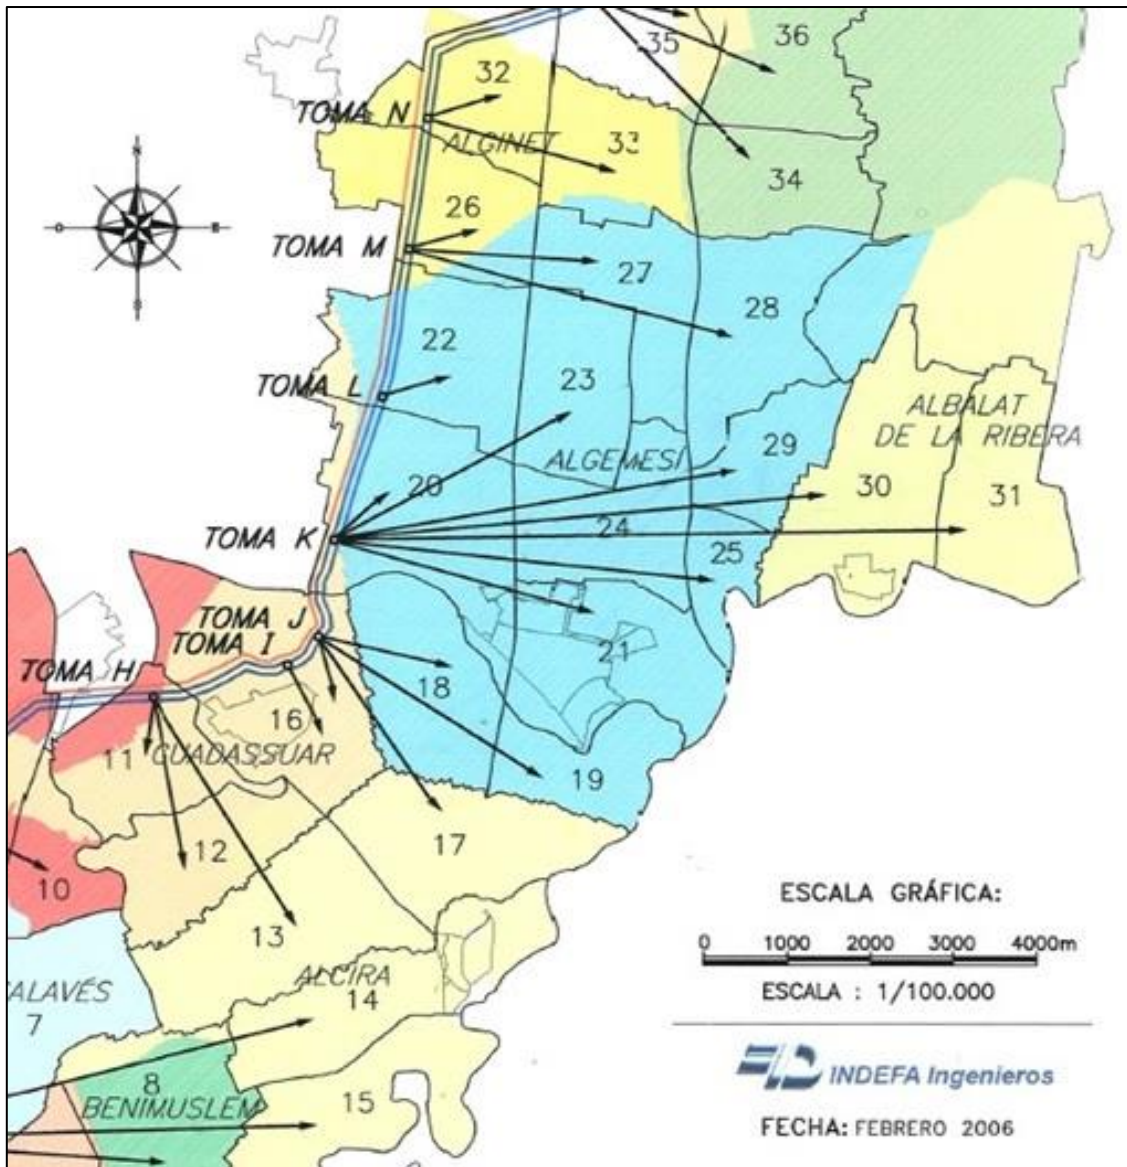 35
36
32
TOMA N
ALGINET
33
34
26
N
O
E
S
TOMA M
27
28
22
TOMA L
23
ALBALAT
DE LA RIBERA
29
ALGEMESÍ
20
30
31
TOMA K
24
25
TOMA J
TOMA I
21
TOMA H
18
16
11
GUADASSUAR
19
17
12
10
13
ALCIRA
14
ALAVÉS
7
8
BENIMUSLEM
15
ESCALA GRÁFICA:
0 1000 2000 3000 4000m
ESCALA : 1/100.000
INDEFA Ingenieros
FECHA: FEBRERO 2006